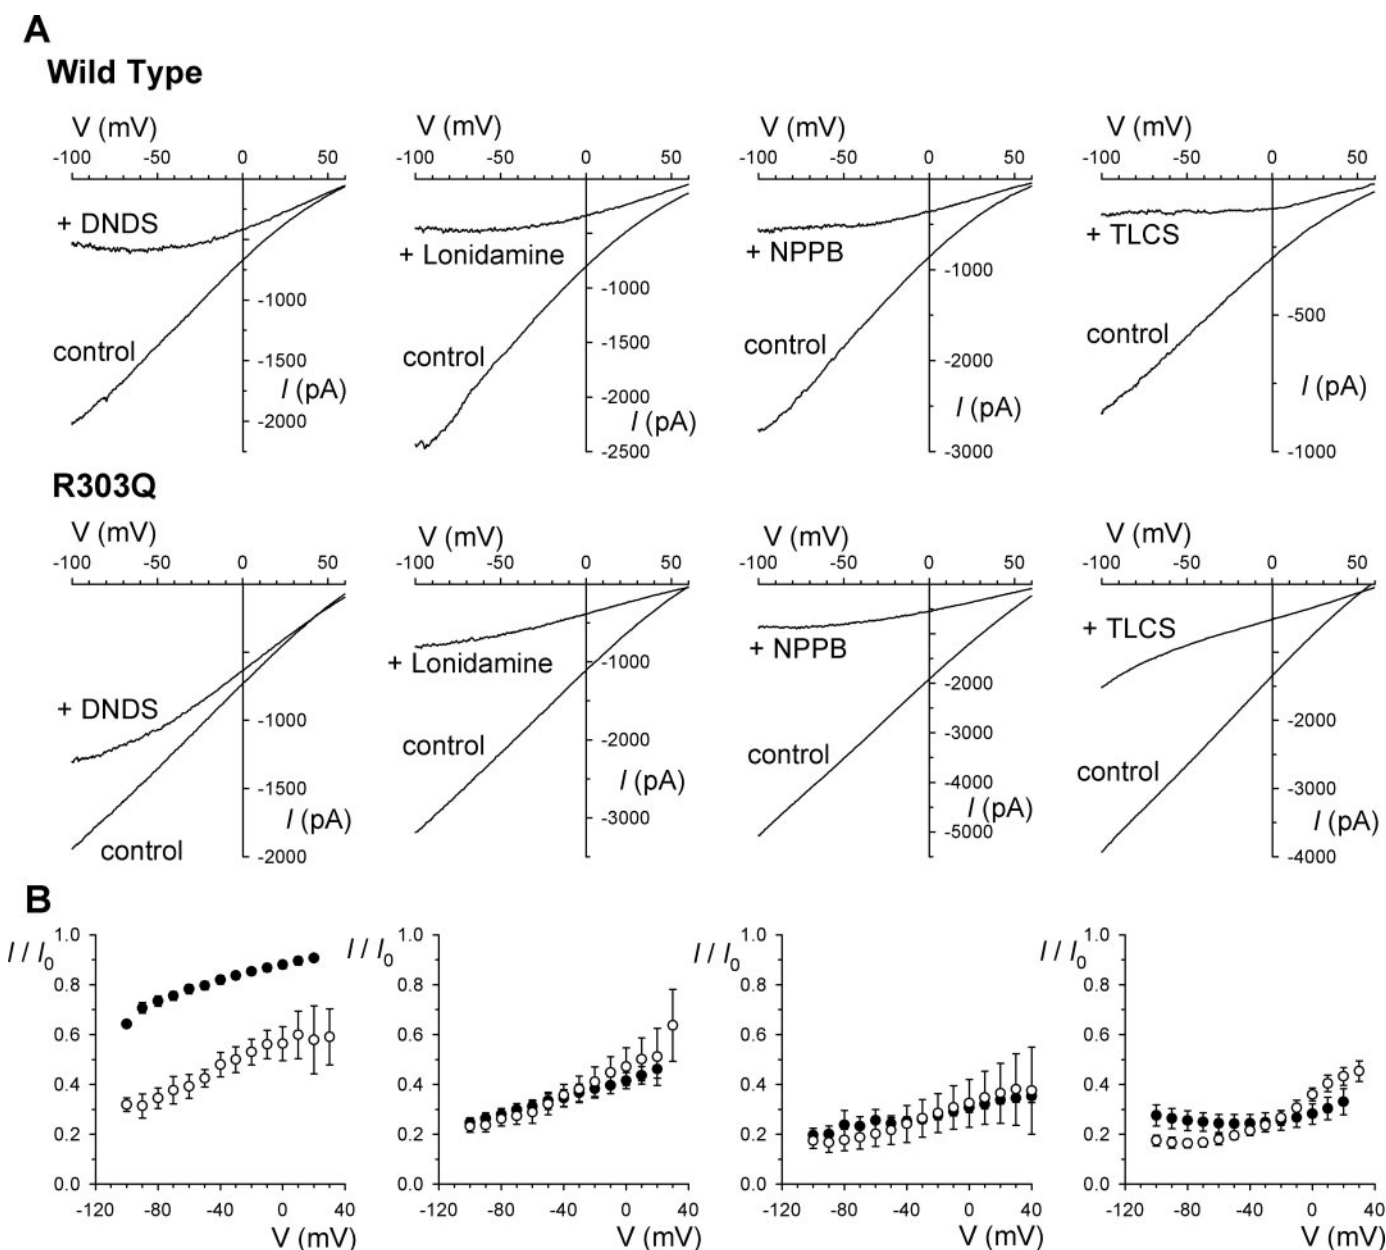 A
Wild Type
V (mV) V (mV) V (mV) V (mV)
-100 -50 0 50 -100 -50 0 50 -100 -50 0 50 -100 -50 0 50
+ DNDS + Lonidamine + NPPB + TLCS
control control control control
-1000 -1500 -2000 I (pA)
-1000 -1500 -2000 -2500 I (pA)
-1000 -2000 -3000 I (pA)
-500 -1000 I (pA)
R303Q
V (mV) V (mV) V (mV) V (mV)
-100 -50 0 50 -100 -50 0 50 -100 -50 0 50 -100 -50 0 50
+ DNDS + Lonidamine + NPPB + TLCS
control control control control
-1000 -1500 -2000 I (pA)
-1000 -2000 -3000 I (pA)
-2000 -3000 -4000 -5000 I (pA)
-2000 -3000 -4000 I (pA)
B
I / I0 I / I0 I / I0 I / I0
1.0 1.0 1.0 1.0
0.8 0.8 0.8 0.8
0.6 0.6 0.6 0.6
0.4 0.4 0.4 0.4
0.2 0.2 0.2 0.2
0.0 0.0 0.0 0.0
-120 -80 -40 0 40 -120 -80 -40 0 40 -120 -80 -40 0 40 -120 -80 -40 0 40
V (mV) V (mV) V (mV) V (mV)